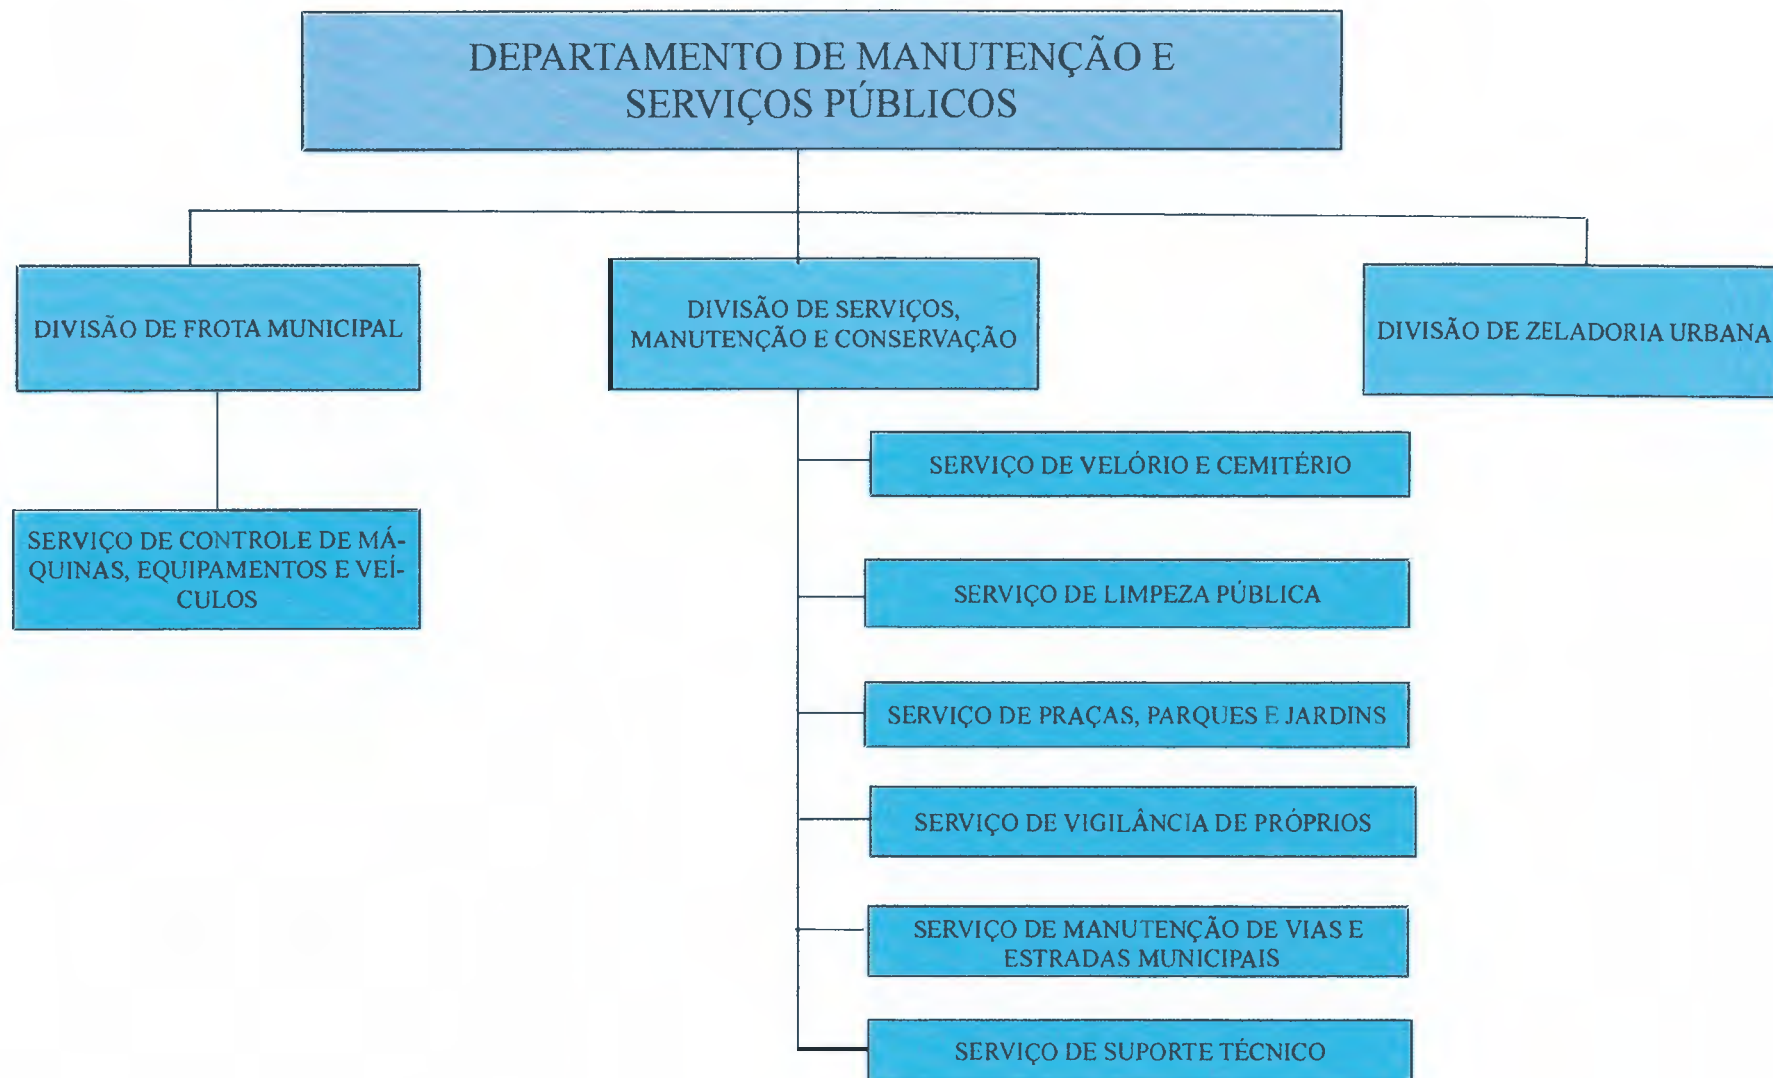 DEPARTAMENTO DE MANUTENÇÃO E
SERVIÇOS PÚBLICOS
DIVISÃO DE FROTA MUNICIPAL
DIVISÃO DE SERVIÇOS,
MANUTENÇÃO E CONSERVAÇÃO
DIVISÃO DE ZELADORIA URBANA
SERVIÇO DE CONTROLE DE MÁ-
QUINAS, EQUIPAMENTOS E VEÍ-
CULOS
SERVIÇO DE VELÓRIO E CEMITÉRIO
SERVIÇO DE LIMPEZA PÚBLICA
SERVIÇO DE PRAÇAS, PARQUES E JARDINS
SERVIÇO DE VIGILÂNCIA DE PRÓPRIOS
SERVIÇO DE MANUTENÇÃO DE VIAS E
ESTRADAS MUNICIPAIS
SERVIÇO DE SUPORTE TÉCNICO